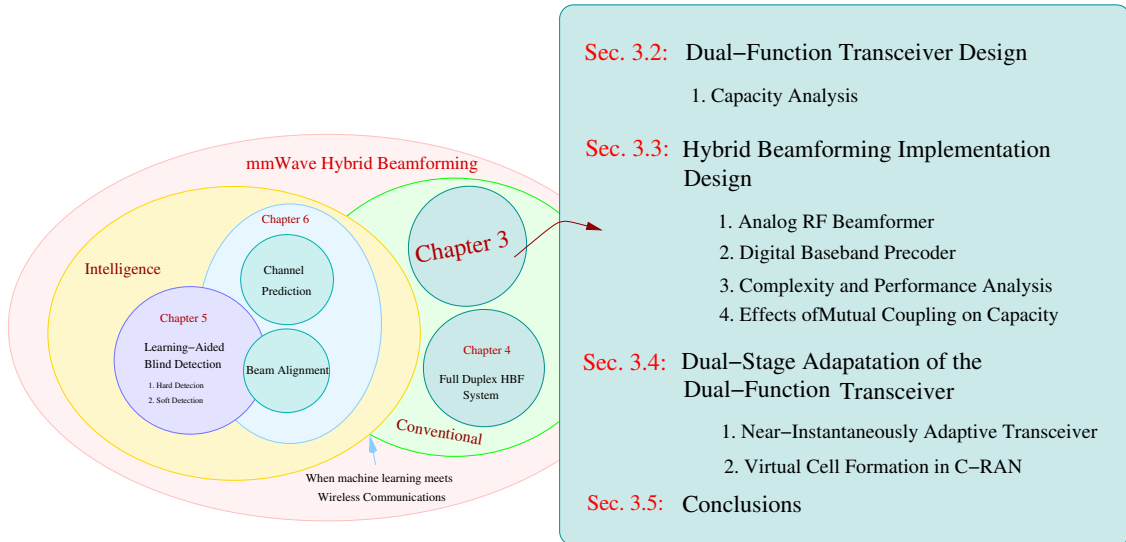 mmWave Hybrid Beamforming
Intelligence
Chapter 6
Channel
Prediction
Beam Alignment
Chapter 5
Learning−Aided
Blind Detection
1. Hard Detecion
2. Soft Detection
Chapter 3
Chapter 4
Full Duplex HBF
System
Conventional
When machine learning meets
Wireless Communications
Sec. 3.2: Dual−Function Transceiver Design
1. Capacity Analysis
Sec. 3.3: Hybrid Beamforming Implementation
Design
1. Analog RF Beamformer
2. Digital Baseband Precoder
3. Complexity and Performance Analysis
4. Effects ofMutual Coupling on Capacity
Sec. 3.4: Dual−Stage Adapatation of the
Dual−Function Transceiver
1. Near−Instantaneously Adaptive Transceiver
2. Virtual Cell Formation in C−RAN
Sec. 3.5: Conclusions